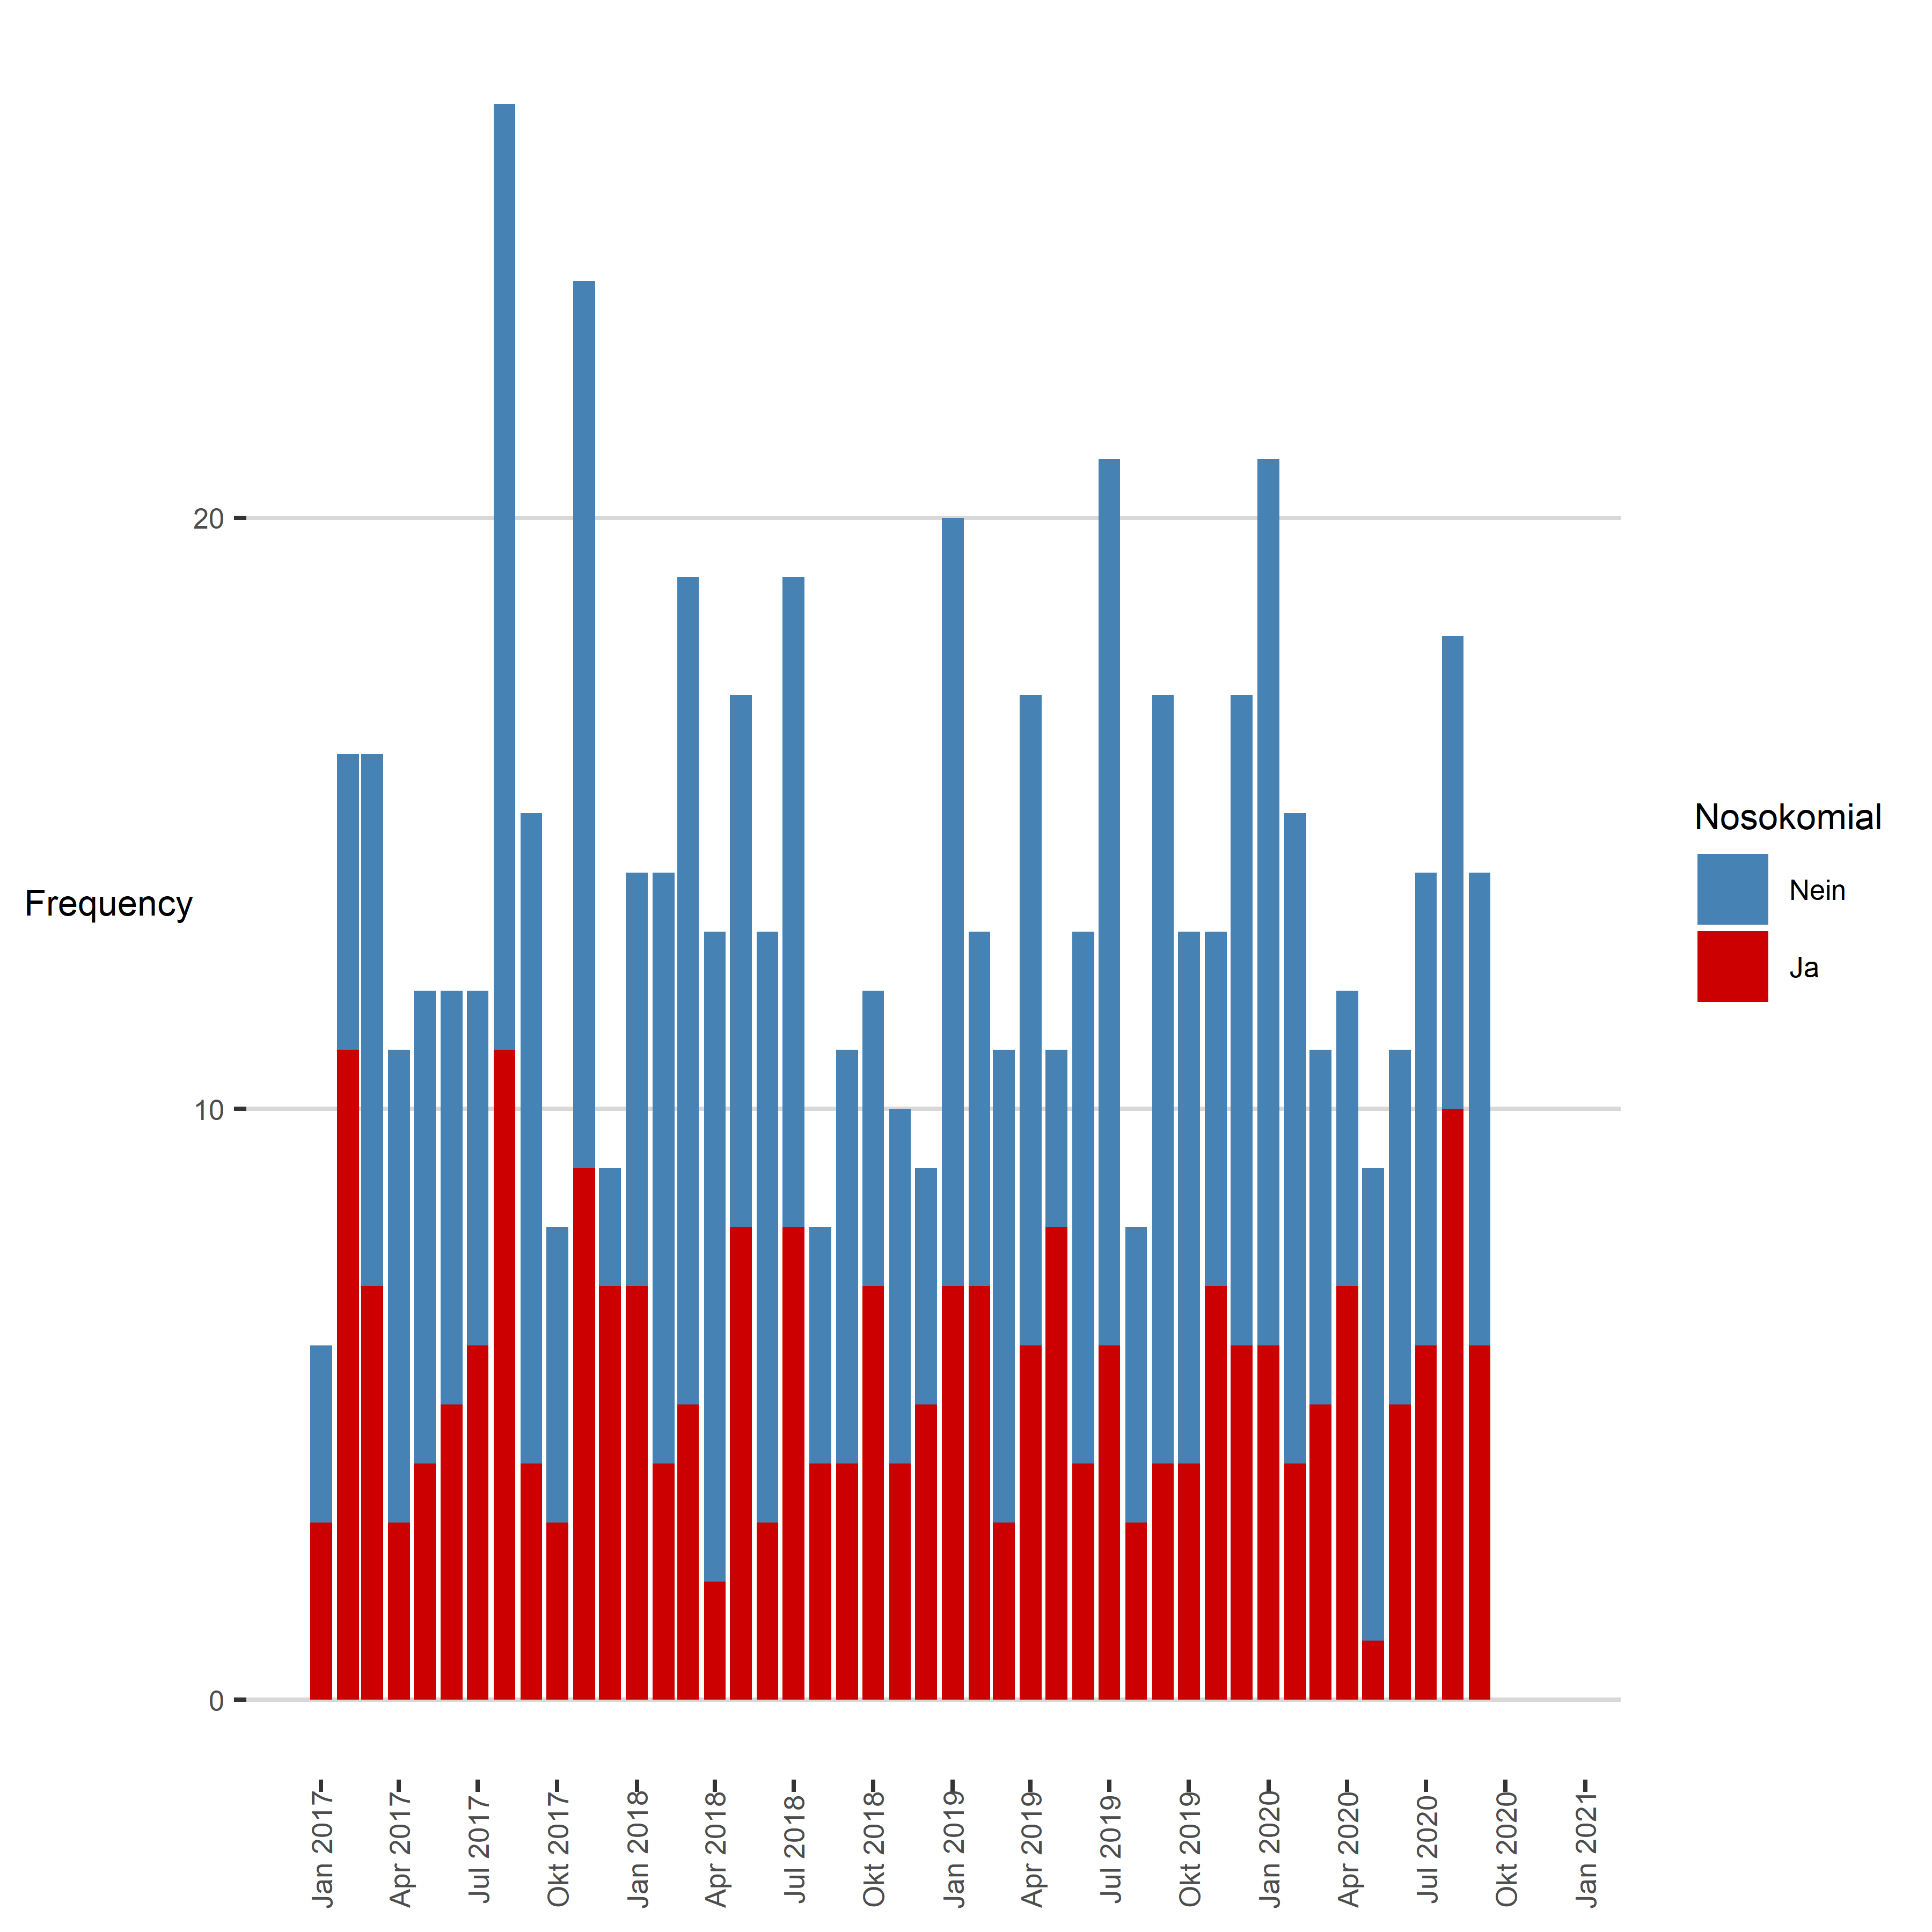 20
10
0
Frequency
Jan 2017
Apr 2017
Jul 2017
Okt 2017
Jan 2018
Apr 2018
Jul 2018
Okt 2018
Jan 2019
Apr 2019
Jul 2019
Okt 2019
Jan 2020
Apr 2020
Jul 2020
Okt 2020
Jan 2021
Nosokomial
Nein
Ja